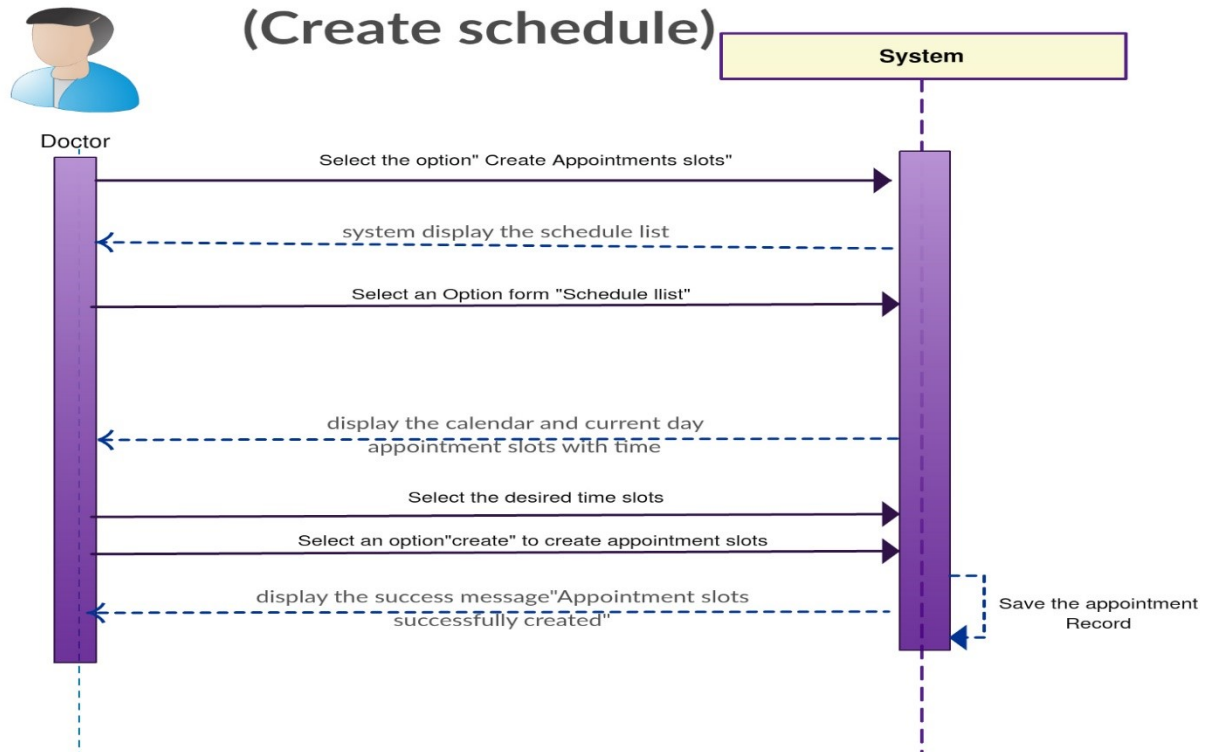 (Create schedule)
System
Doctor
Select the option" Create Appointments slots"
system display the schedule list
Select an Option form "Schedule llist"
display the calendar and current day
appointment slots with time
Select the desired time slots
Select an option"create" to create appointment slots
display the success message"Appointment slots
successfully created"
Save the appointment
Record